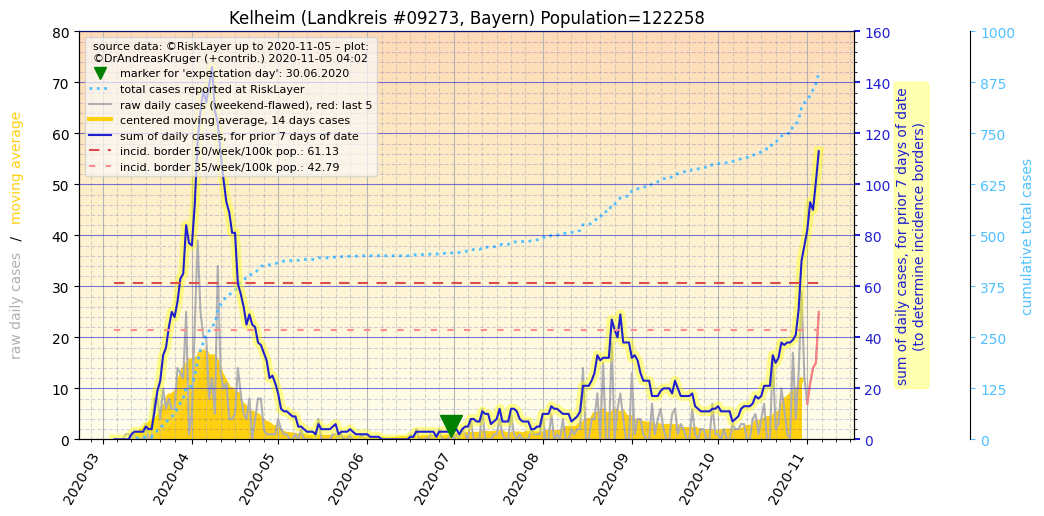 Kelheim (Landkreis #09273, Bayern) Population=122258
source data: ©RiskLayer up to 2020-11-05 – plot:
©DrAndreasKruger (+contrib.) 2020-11-05 04:02
marker for 'expectation day': 30.06.2020
total cases reported at RiskLayer
raw daily cases (weekend-flawed), red: last 5
centered moving average, 14 days cases
sum of daily cases, for prior 7 days of date
incid. border 50/week/100k pop.: 61.13
incid. border 35/week/100k pop.: 42.79
raw daily cases / moving average
80
70
60
50
40
30
20
10
0
2020-03
2020-04
2020-05
2020-06
2020-07
2020-08
2020-09
2020-10
2020-11
160
140
120
100
80
60
40
20
0
sum of daily cases, for prior 7 days of date
(to determine incidence borders)
1000
875
750
625
500
375
250
125
0
cumulative total cases